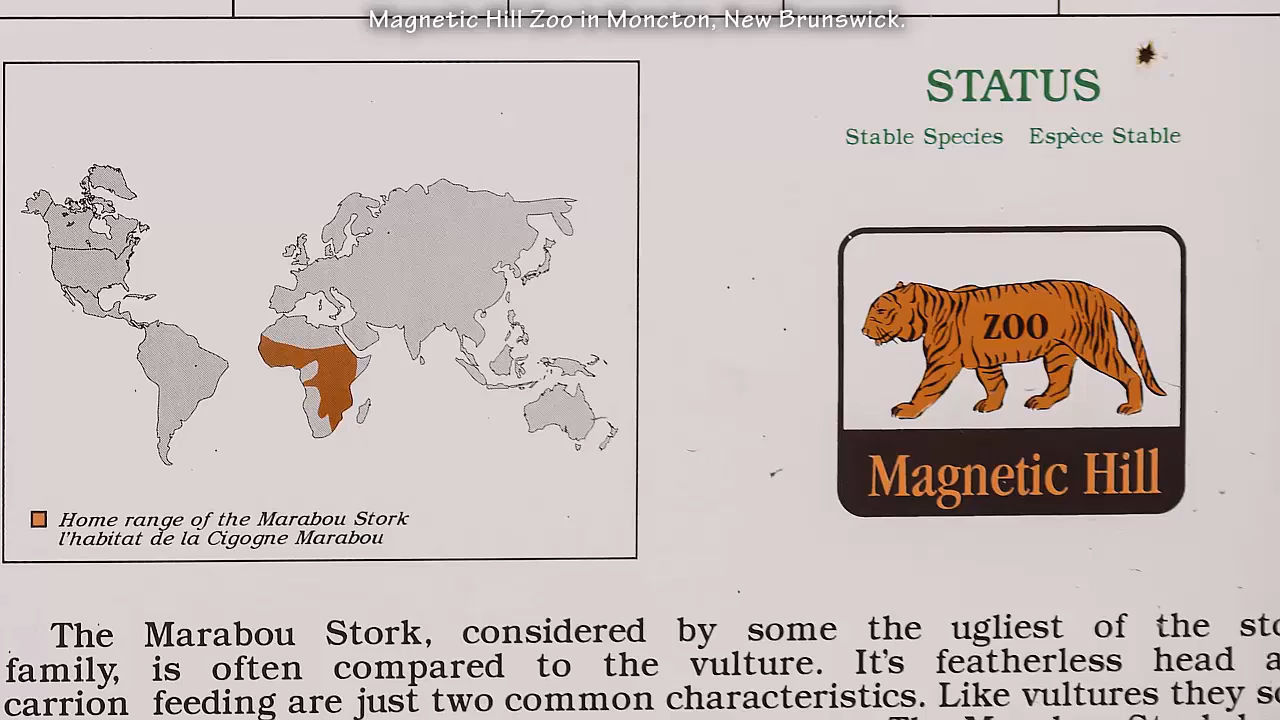 Magnetic Hill Zoo in Moncton, New Brunswick.
STATUS
Stable Species Espèce Stable
ZOO
Magnetic Hill
Home range of the Marabou Stork
l'habitat de la Cigogne Marabou
The Marabou Stork, considered by some the ugliest of the
family, is often compared to the vulture. It's featherless head
carrion feeding are just two common characteristics. Like vultures they